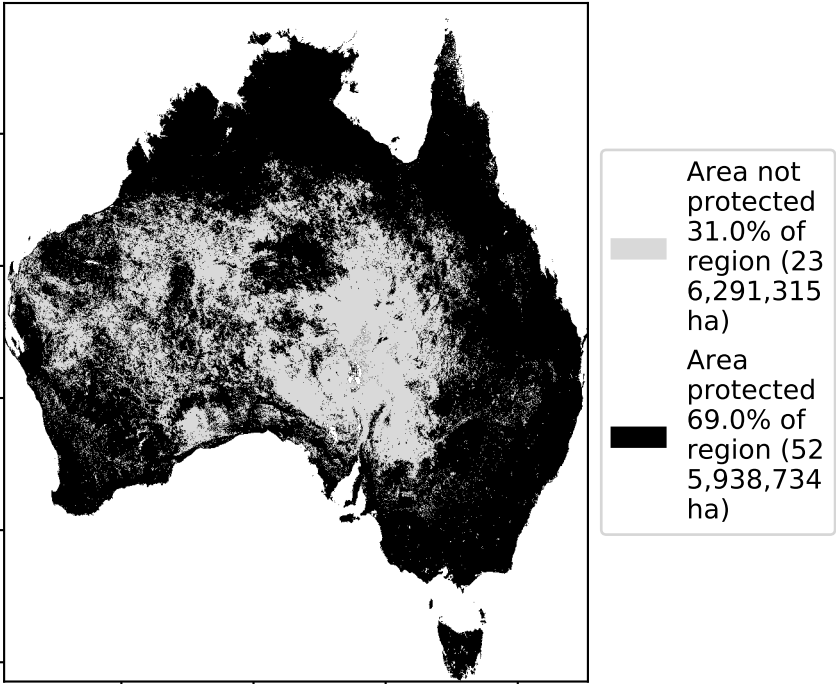 Area not
protected
31.0% of
region (23
6,291,315
ha)
Area
protected
69.0% of
region (52
5,938,734
ha)